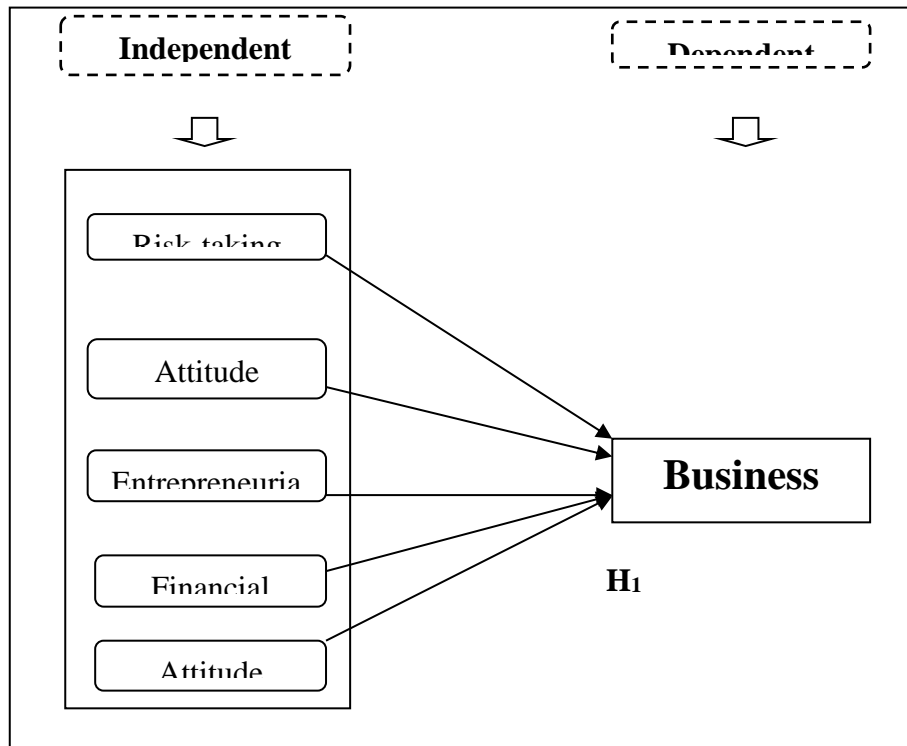 Independent
Dependent
Risk-taking
Attitude
Entrepreneuria
Business
Financial
H1
Attitude